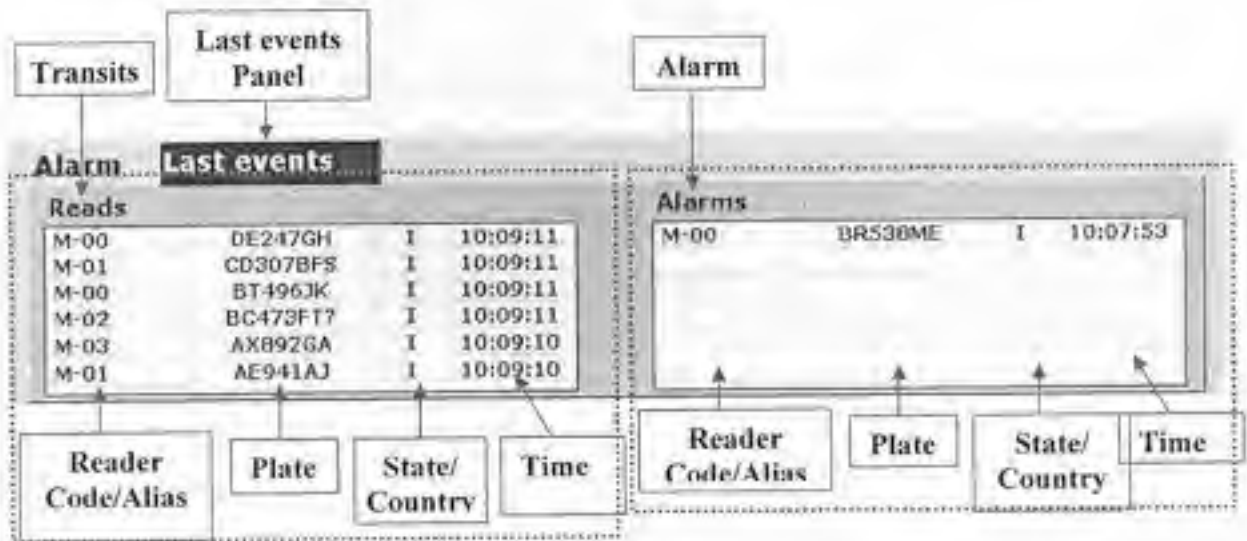 Transits
Last events
Panel
Alarm
Alarm
Last events
Reads
M-00 DE247GH I 10:09:11
M-01 CD307BFS I 10:09:11
M-00 BT496JK I 10:09:11
M-02 BC473FT? I 10:09:11
M-03 AX892GA I 10:09:10
M-01 AE941AJ I 10:09:10
Alarms
M-00 BR538ME I 10:07:53
Reader
Code/Alias
Plate
State/
Country
Time
Reader
Code/Alias
Plate
State/
Country
Time